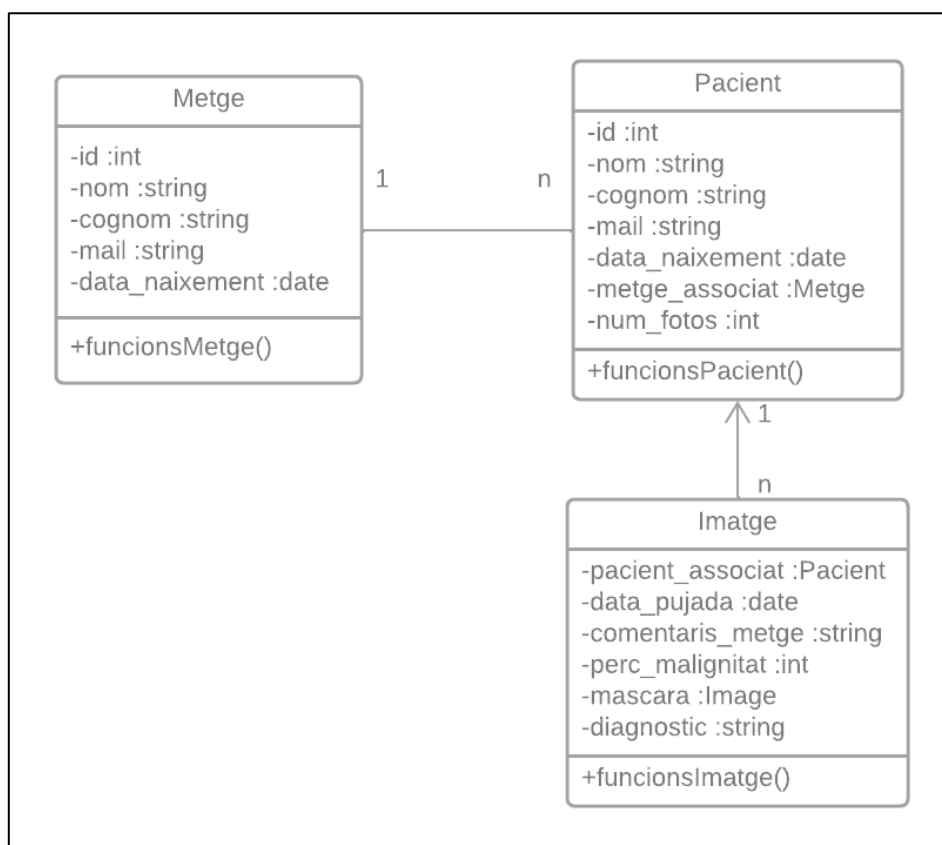 Metge
-id :int
-nom :string
-cognom :string
-mail :string
-data_naixement :date
+funcionsMetge()
1
n
Pacient
-id :int
-nom :string
-cognom :string
-mail :string
-data_naixement :date
-metge_associat :Metge
-num_fotos :int
+funcionsPacient()
1
n
Imatge
-pacient_associat :Pacient
-data_pujada :date
-comentaris_metge :string
-perc_malignitat :int
-mascara :Image
-diagnostic :string
+funcionsImatge()